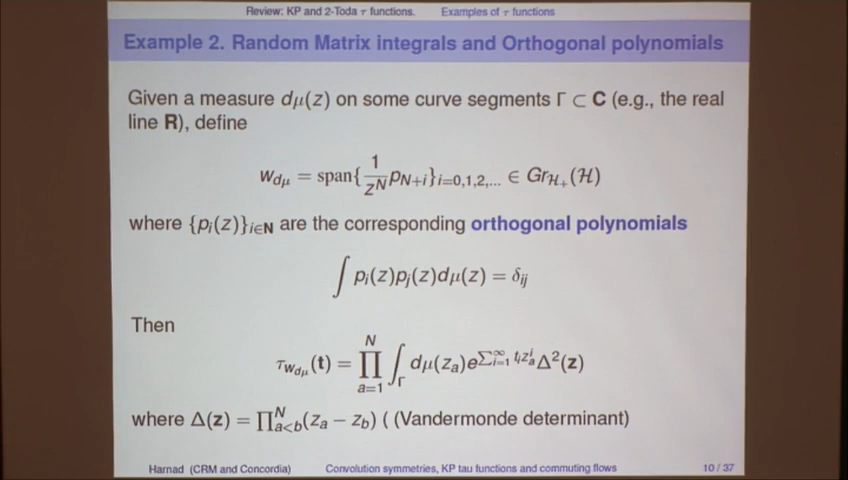 Review: KP and 2-Toda τ functions. Examples of τ functions
Example 2. Random Matrix integrals and Orthogonal polynomials
Given a measure dμ(z) on some curve segments Γ ⊂ C (e.g., the real
line R), define
w_{dμ} = span{\frac{1}{z^N} p_{N+i}}_{i=0,1,2,...} ∈ Gr_{\mathcal{H}_+}(\mathcal{H})
where {p_i(z)}_{i∈N} are the corresponding orthogonal polynomials
∫ p_i(z)p_j(z)dμ(z) = δ_{ij}
Then
τ_{w_{dμ}}(t) = ∏_{a=1}^{N} ∫_Γ dμ(z_a)e^{∑_{i=1}^{∞} t_i z_a^i} Δ²(z)
where Δ(z) = ∏_{a<b}^{N}(z_a − z_b) ( (Vandermonde determinant)
Harnad (CRM and Concordia) Convolution symmetries, KP tau functions and commuting flows 10 / 37